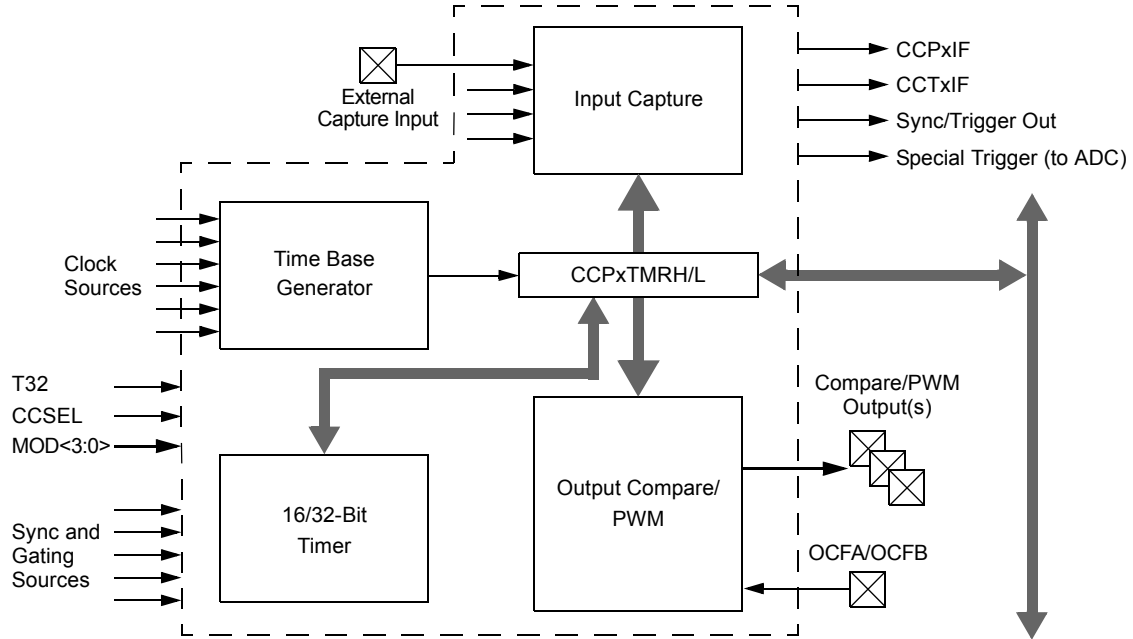 External
Capture Input
Input Capture
CCPxIF
CCTxIF
Sync/Trigger Out
Special Trigger (to ADC)
Clock
Sources
Time Base
Generator
CCPxTMRH/L
T32
CCSEL
MOD<3:0>
Compare/PWM
Output(s)
Sync and
Gating
Sources
16/32-Bit
Timer
Output Compare/
PWM
OCFA/OCFB